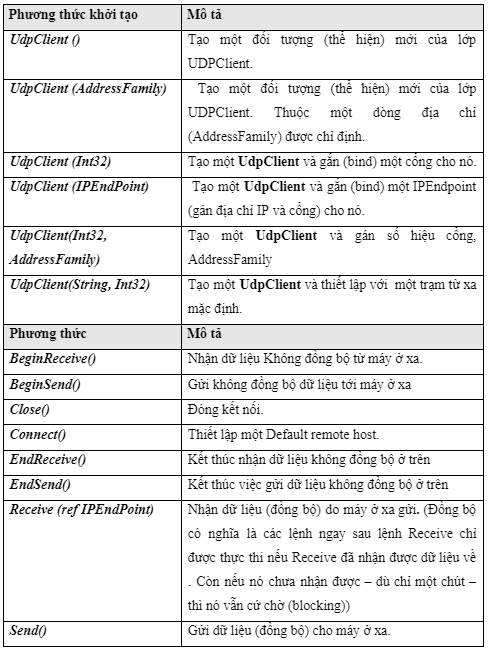 Phương thức khởi tạo
Mô tả
UdpClient ()
Tạo một đối tượng (thể hiện) mới của lớp
UDPClient.
UdpClient (AddressFamily)
Tạo một đối tượng (thể hiện) mới của lớp
UDPClient. Thuộc một dòng địa chỉ
(AddressFamily) được chỉ định.
UdpClient (Int32)
Tạo một UdpClient và gắn (bind) một cổng cho nó.
UdpClient (IPEndPoint)
Tạo một UdpClient và gắn (bind) một IPEndpoint
(gán địa chỉ IP và cổng) cho nó.
UdpClient(Int32,
AddressFamily)
Tạo một UdpClient và gán số hiệu cổng,
AddressFamily
UdpClient(String, Int32)
Tạo một UdpClient và thiết lập với một trạm từ xa
mặc định.
Phương thức
Mô tả
BeginReceive()
Nhận dữ liệu Không đồng bộ từ máy ở xa.
BeginSend()
Gửi không đồng bộ dữ liệu tới máy ở xa
Close()
Đóng kết nối.
Connect()
Thiết lập một Default remote host.
EndReceive()
Kết thúc nhận dữ liệu không đồng bộ ở trên
EndSend()
Kết thúc việc gửi dữ liệu không đồng bộ ở trên
Receive (ref IPEndPoint)
Nhận dữ liệu (đồng bộ) do máy ở xa gửi. (Đồng bộ
có nghĩa là các lệnh ngay sau lệnh Receive chỉ
được thực thi nếu Receive đã nhận được dữ liệu về
. Còn nếu nó chưa nhận được – dù chỉ một chút –
thì nó vẫn cứ chờ (blocking))
Send()
Gửi dữ liệu (đồng bộ) cho máy ở xa.